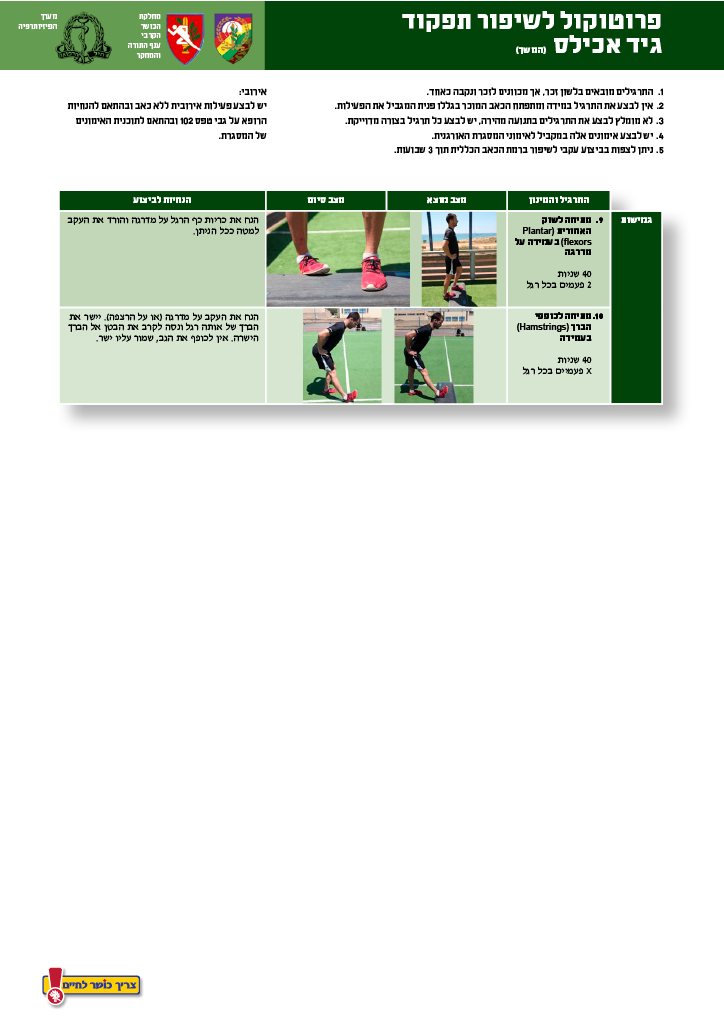 פרוטוקול לשיפור תפקוד
גיד אכילס (המשך)
מחלקת
הכושר
הקרבי
ענף התורה
והמחקר
מערך
הפיזיותרפיה
1. התרגילים מובאים בלשון זכר, אך מכוונים לזכר ונקבה כאחד.
2. אין לבצע את התרגיל במידה ומתפתח הכאב המוכר בגללו פנית המגביל את הפעילות.
3. לא מומלץ לבצע את התרגילים בתנועה מהירה, יש לבצע כל תרגיל בצורה מדוייקת.
4. יש לבצע אימונים אלה במקביל לאימוני המסגרת האורגנית.
5. ניתן לצפות בביצוע עקבי לשיפור ברמת הכאב הכללית תוך 3 שבועות.
אירובי:
יש לבצע פעילות אירובית ללא כאב ובהתאם להנחיות
הרופא על גבי טפס 102 ובהתאם לתוכנית האימונים
של המסגרת.
התרגיל והמינון מצב מוצא מצב סיום הנחיות לביצוע
גמישות
9. מתיחה לשוק
האחורית (Plantar
flexors) בעמידה על
מדרגה
40 שניות
2 פעמים בכל רגל
הנח את כריות כף הרגל על מדרגה והורד את העקב
למטה ככל הניתן.
10. מתיחה לכופפי
הברך (Hamstrings)
בעמידה
40 שניות
X פעמיים בכל רגל
הנח את העקב על מדרגה (או על הרצפה). יישר את
הברך של אותה רגל ונסה לקרב את הבטן אל הברך
הישרה. אין לכופף את הגב, שמור עליו ישר.
צריך כושר לחיים